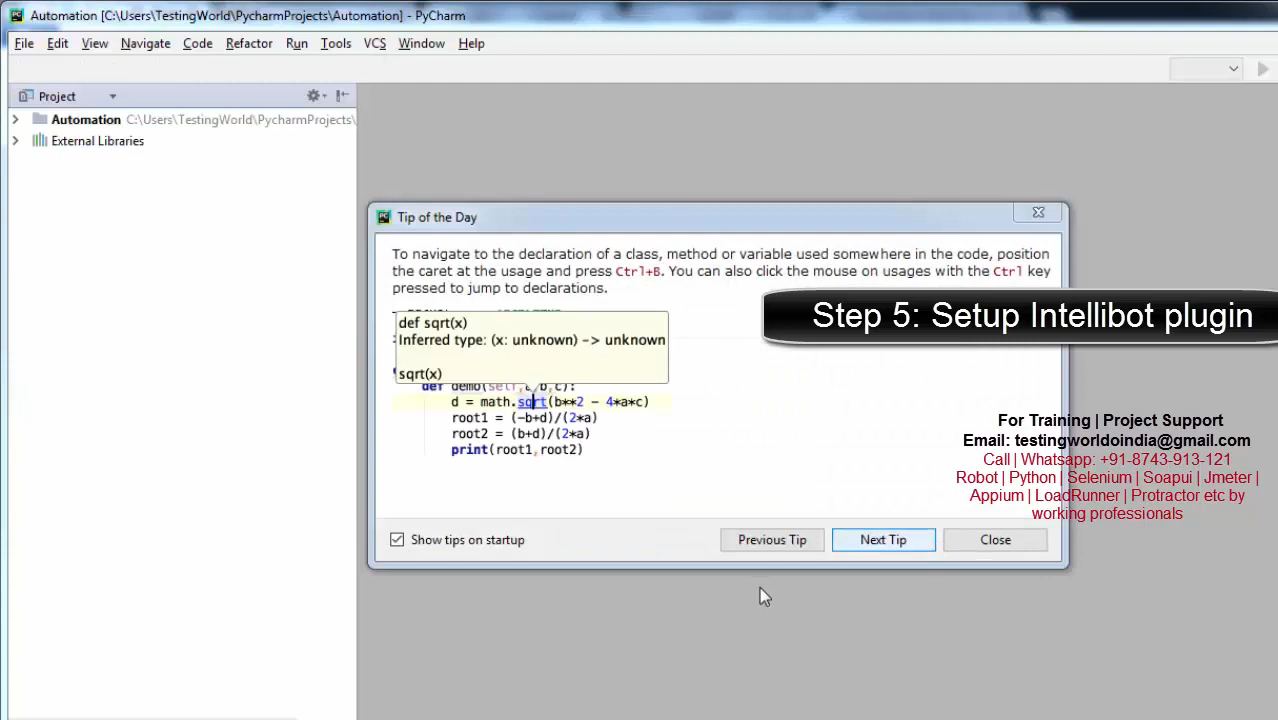 Automation [C:\Users\TestingWorld\PycharmProjects\Automation] - PyCharm
File Edit View Navigate Code Refactor Run Tools VCS Window Help
Project
Automation C:\Users\TestingWorld\PycharmProjects\
External Libraries
Tip of the Day
To navigate to the declaration of a class, method or variable used somewhere in the code, position
the caret at the usage and press Ctrl+B. You can also click the mouse on usages with the Ctrl key
pressed to jump to declarations.
def sqrt(x)
Inferred type: (x: unknown) -> unknown
sqrt(x)
def demo(self,a,b,c):
d = math.sqrt(b**2 - 4*a*c)
root1 = (-b+d)/(2*a)
root2 = (b+d)/(2*a)
print(root1,root2)
Step 5: Setup Intellibot plugin
For Training | Project Support
Email: testingworldoindia@gmail.com
Call | Whatsapp: +91-8743-913-121
Robot | Python | Selenium | Soapui | Jmeter |
Appium | LoadRunner | Protractor etc by
working professionals
Show tips on startup
Previous Tip
Next Tip
Close